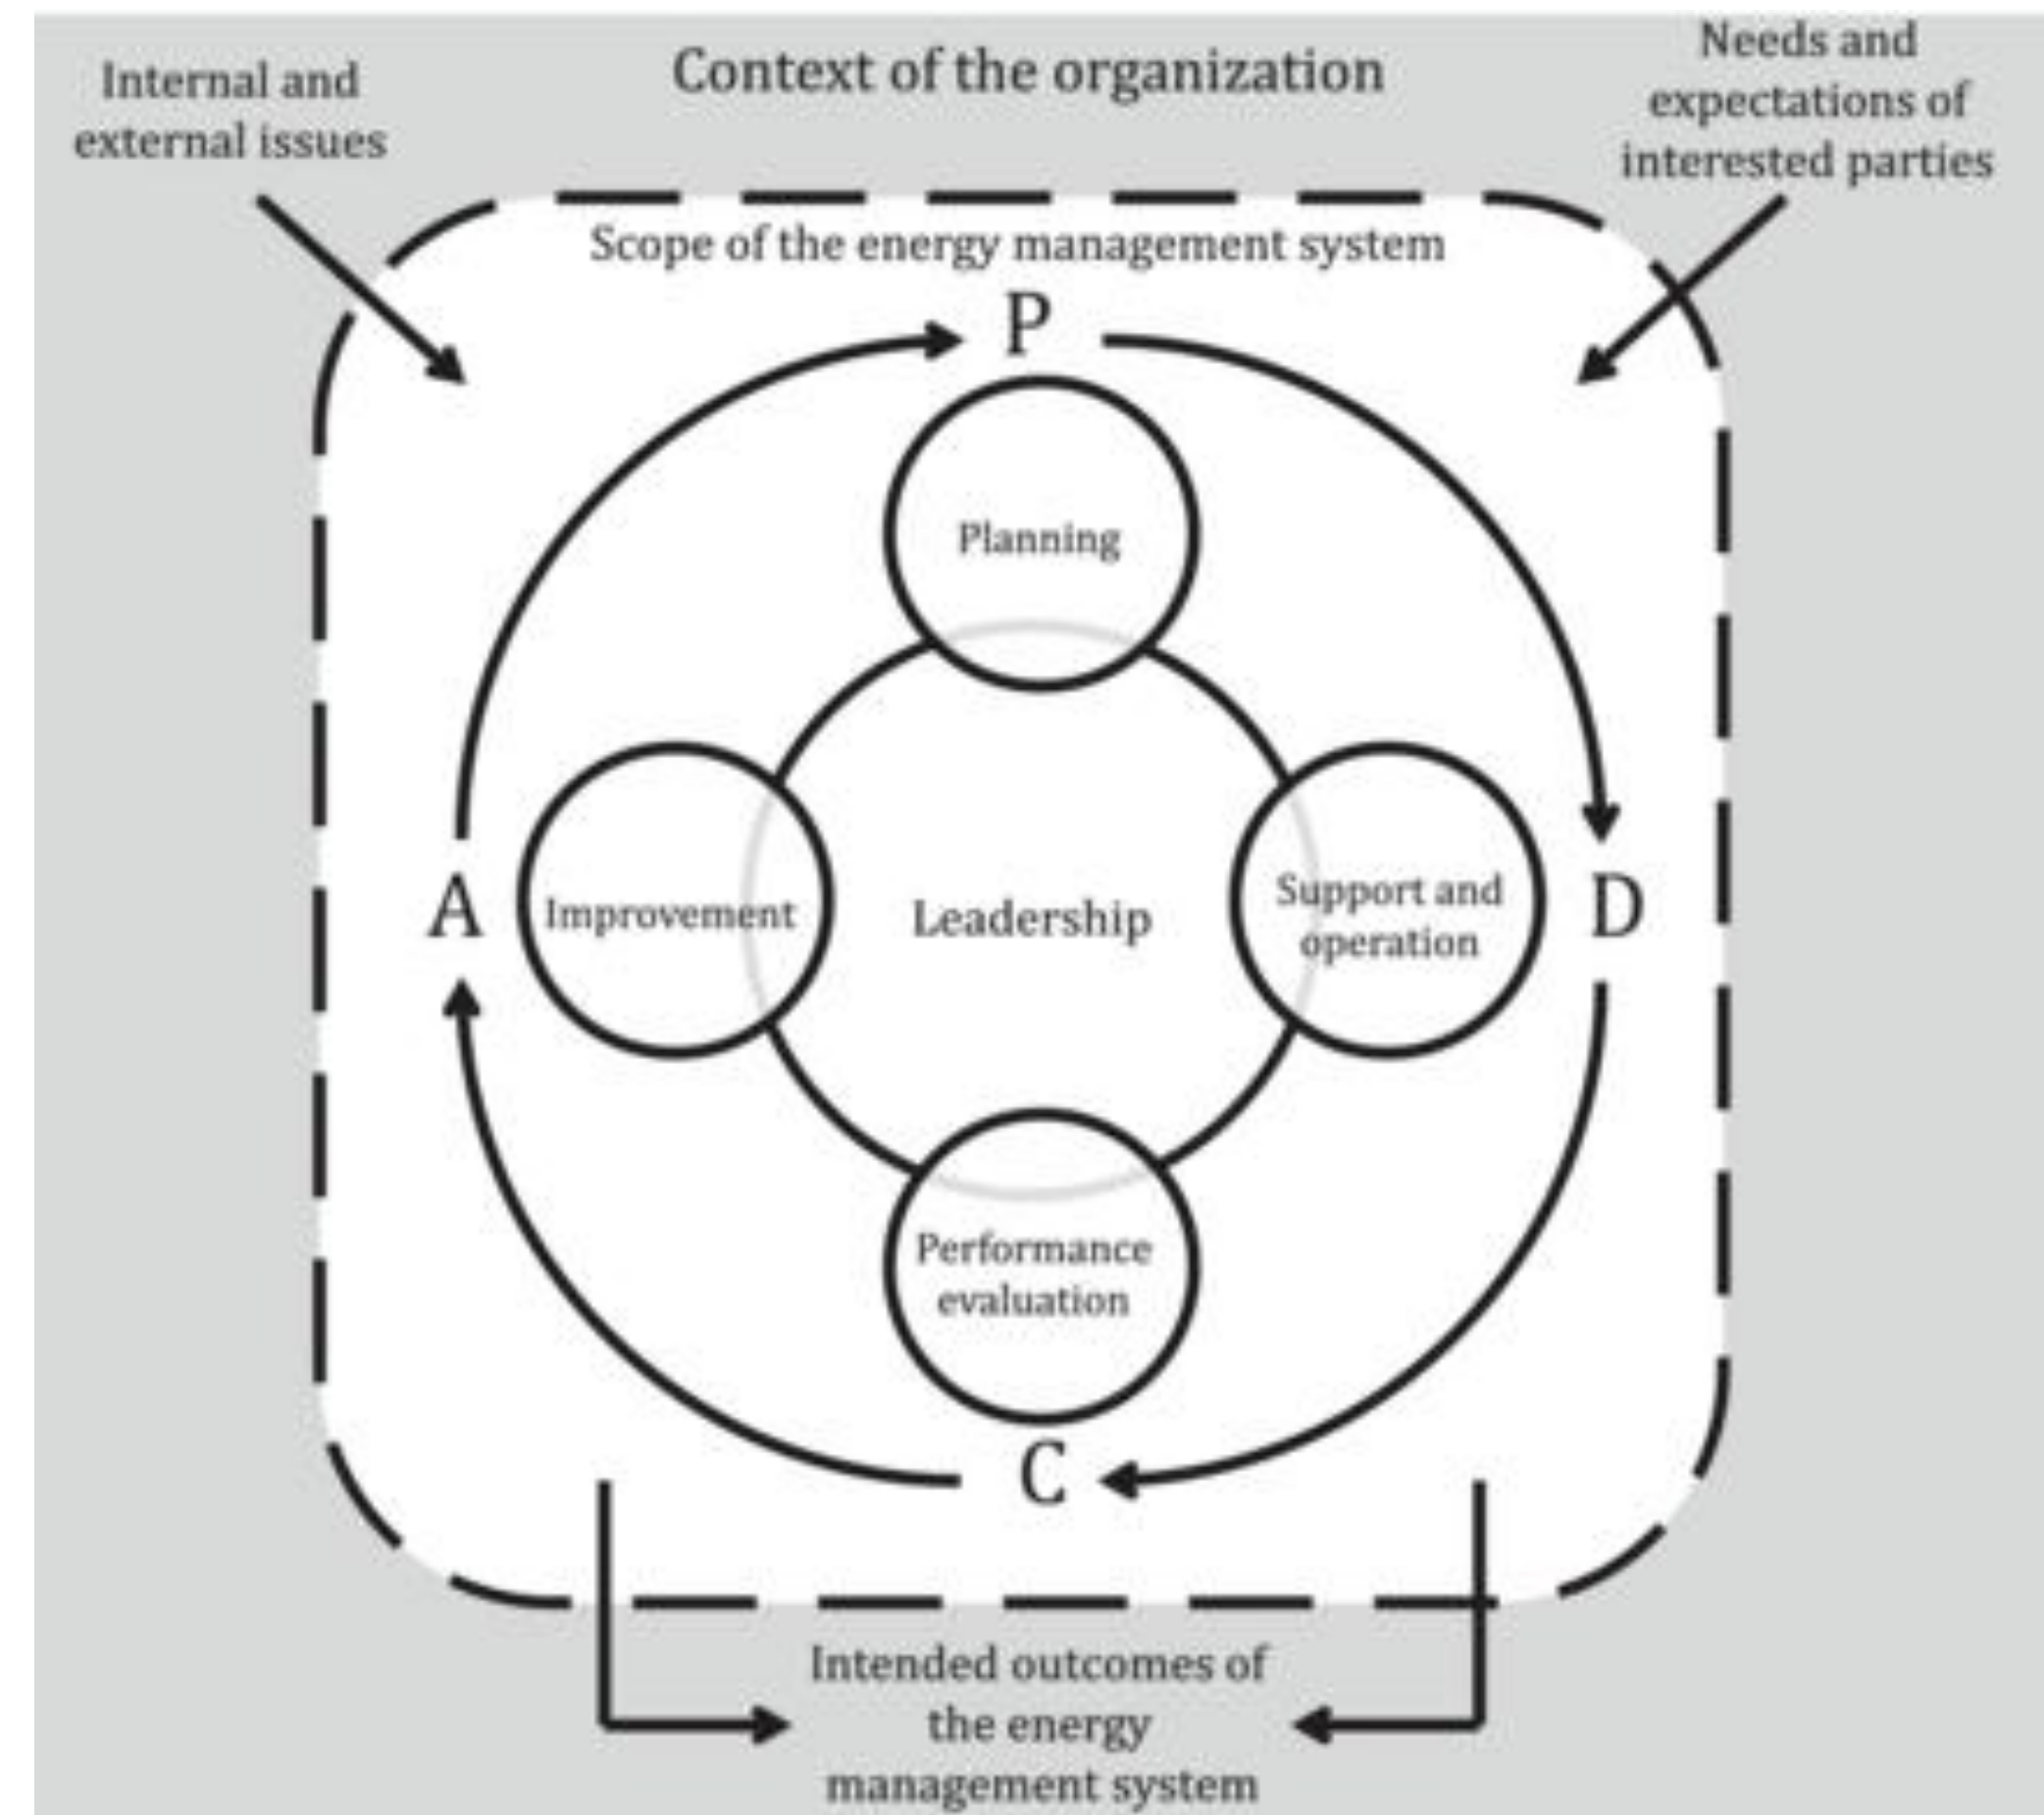 Internal and
external issues
Context of the organization
Needs and
expectations of
interested parties
Scope of the energy management system
P
Planning
A
Improvement
Leadership
Support and
operation
D
Performance
evaluation
C
Intended outcomes of
the energy
management system